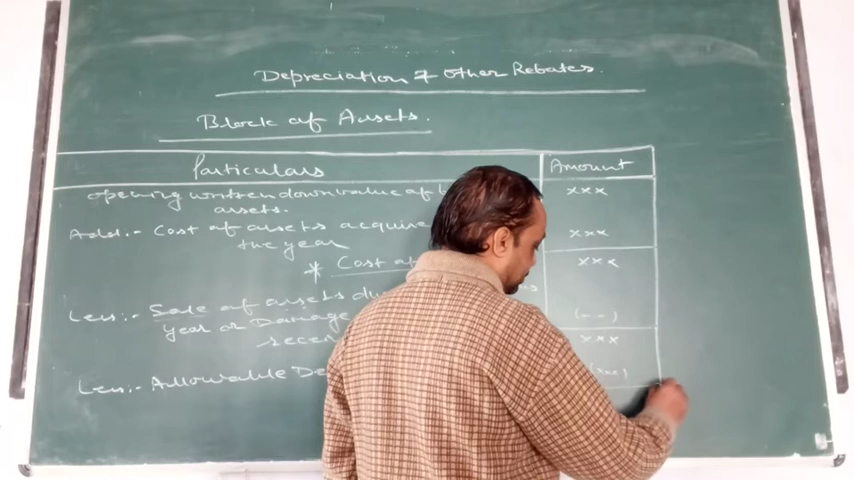 Depreciation & Other Rebates.
Block of Assets.
Particulars Amount
opening written down value of xxx
assets.
Add:- Cost of assets acquire xxx
the year
* Cost of xxx
Less:- Sale of assets du
year or Damage (--)
xxx
Less:- Allowable De (xxx)